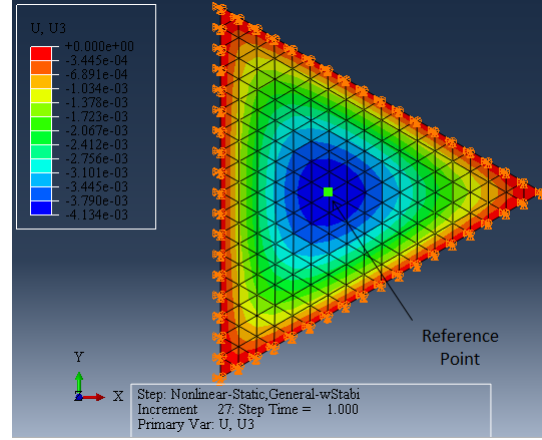 U, U3
+0.000e+00
-3.445e-04
-6.891e-04
-1.034e-03
-1.378e-03
-1.723e-03
-2.067e-03
-2.412e-03
-2.756e-03
-3.101e-03
-3.445e-03
-3.790e-03
-4.134e-03
Reference
Point
Y
Z X
Step: Nonlinear-Static,General-wStabi
Increment 27: Step Time = 1.000
Primary Var: U, U3